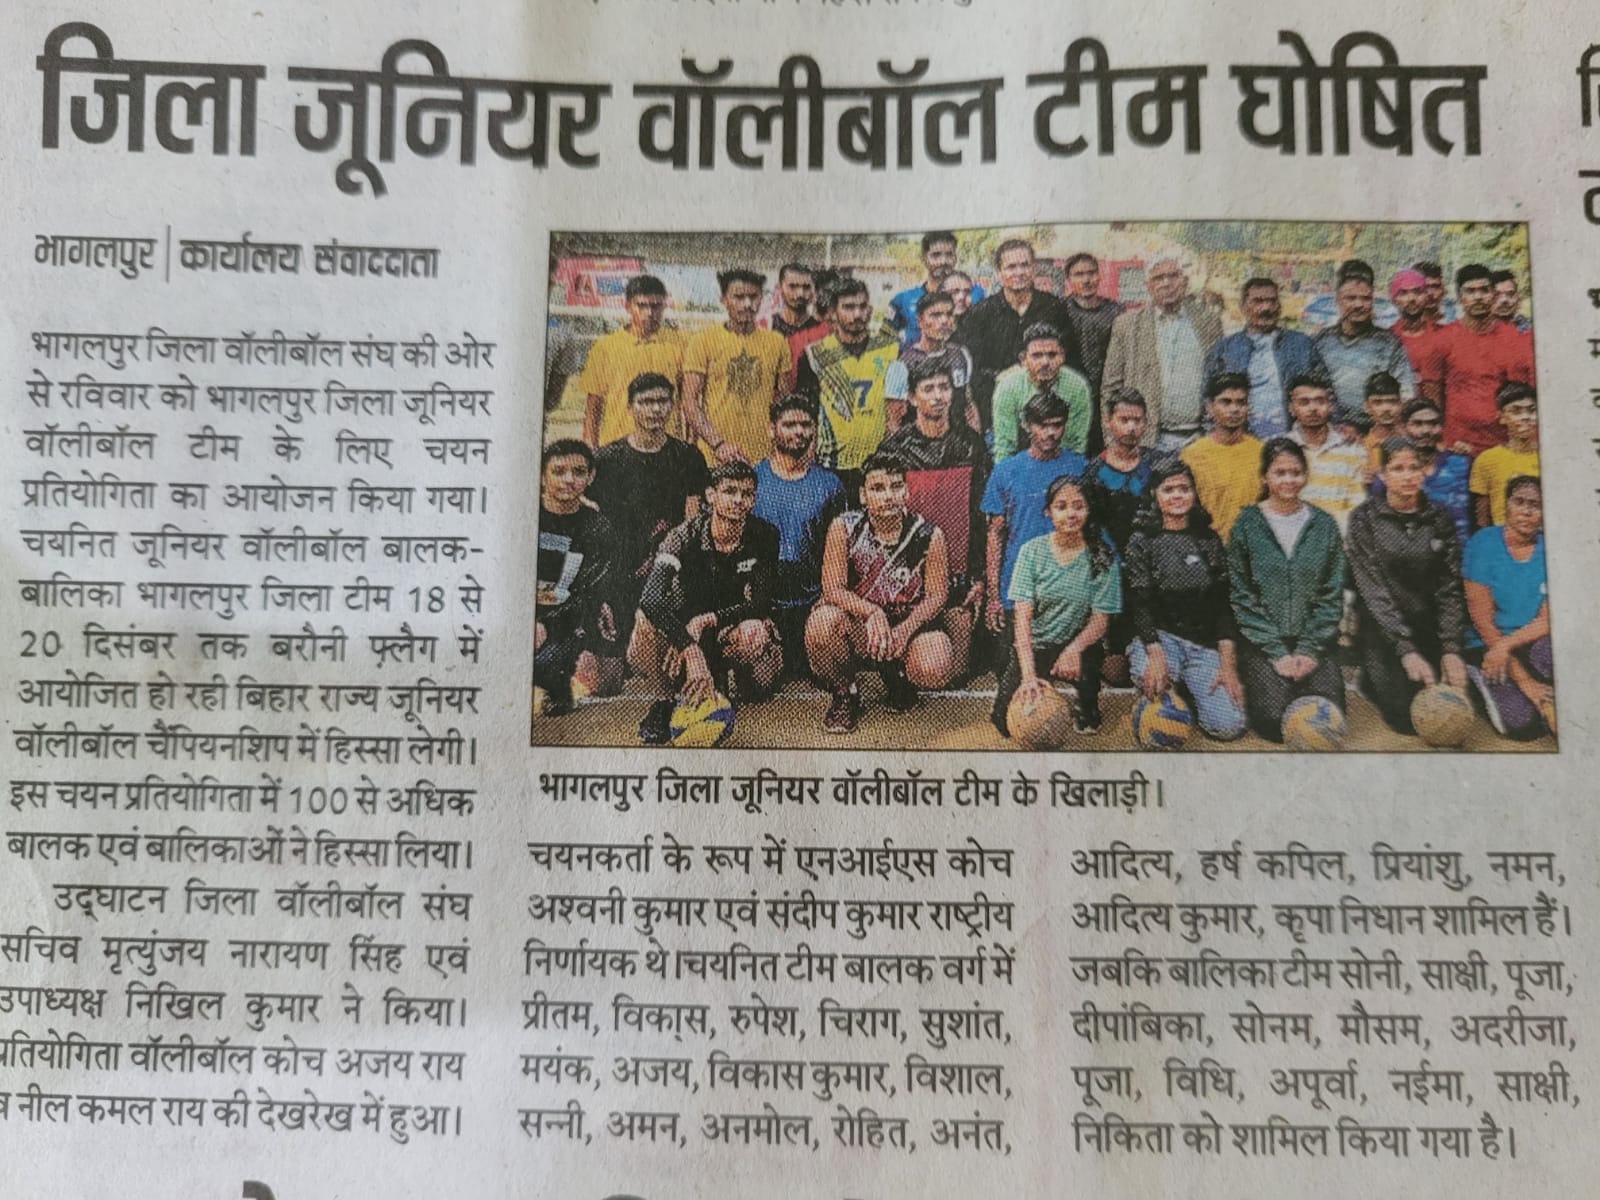 जिला जूनियर वॉलीबॉल टीम घोषित
भागलपुर | कार्यालय संवाददाता
भागलपुर जिला वॉलीबॉल संघ की ओर
से रविवार को भागलपुर जिला जूनियर
वॉलीबॉल टीम के लिए चयन
प्रतियोगिता का आयोजन किया गया।
चयनित जूनियर वॉलीबॉल बालक-
बालिका भागलपुर जिला टीम 18 से
20 दिसंबर तक बरौनी फ़्लैग में
आयोजित हो रही बिहार राज्य जूनियर
वॉलीबॉल चैंपियनशिप में हिस्सा लेगी।
इस चयन प्रतियोगिता में 100 से अधिक
बालक एवं बालिकाओं ने हिस्सा लिया।
उद्घाटन जिला वॉलीबॉल संघ
सचिव मृत्युंजय नारायण सिंह एवं
उपाध्यक्ष निखिल कुमार ने किया।
प्रतियोगिता वॉलीबॉल कोच अजय राय
व नील कमल राय की देखरेख में हुआ।
भागलपुर जिला जूनियर वॉलीबॉल टीम के खिलाड़ी।
चयनकर्ता के रूप में एनआईएस कोच
अश्वनी कुमार एवं संदीप कुमार राष्ट्रीय
निर्णायक थे।चयनित टीम बालक वर्ग में
प्रीतम, विकास, रुपेश, चिराग, सुशांत,
मयंक, अजय, विकास कुमार, विशाल,
सन्नी, अमन, अनमोल, रोहित, अनंत,
आदित्य, हर्ष कपिल, प्रियांशु, नमन,
आदित्य कुमार, कृपा निधान शामिल हैं।
जबकि बालिका टीम सोनी, साक्षी, पूजा,
दीपांबिका, सोनम, मौसम, अदरीजा,
पूजा, विधि, अपूर्वा, नईमा, साक्षी,
निकिता को शामिल किया गया है।